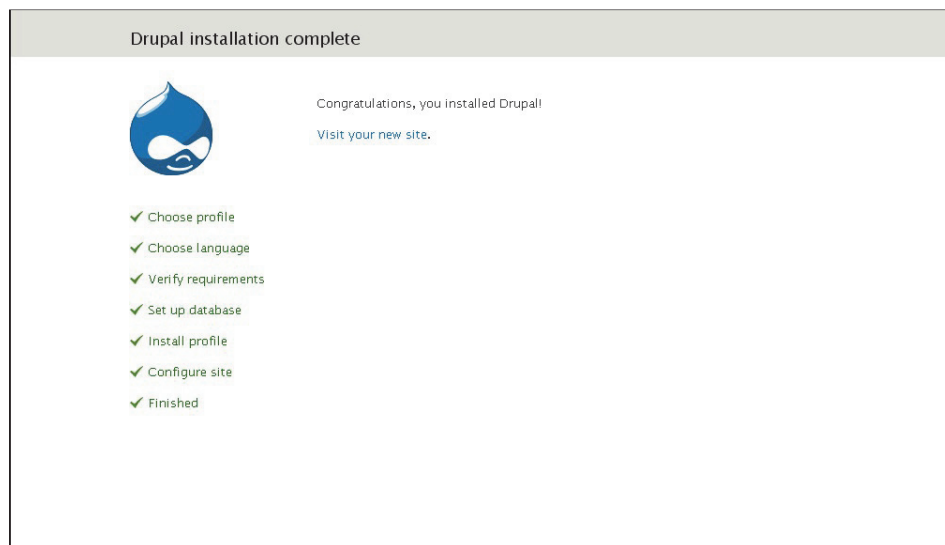 Drupal installation complete
Congratulations, you installed Drupal!
Visit your new site.
Choose profile
Choose language
Verify requirements
Set up database
Install profile
Configure site
Finished